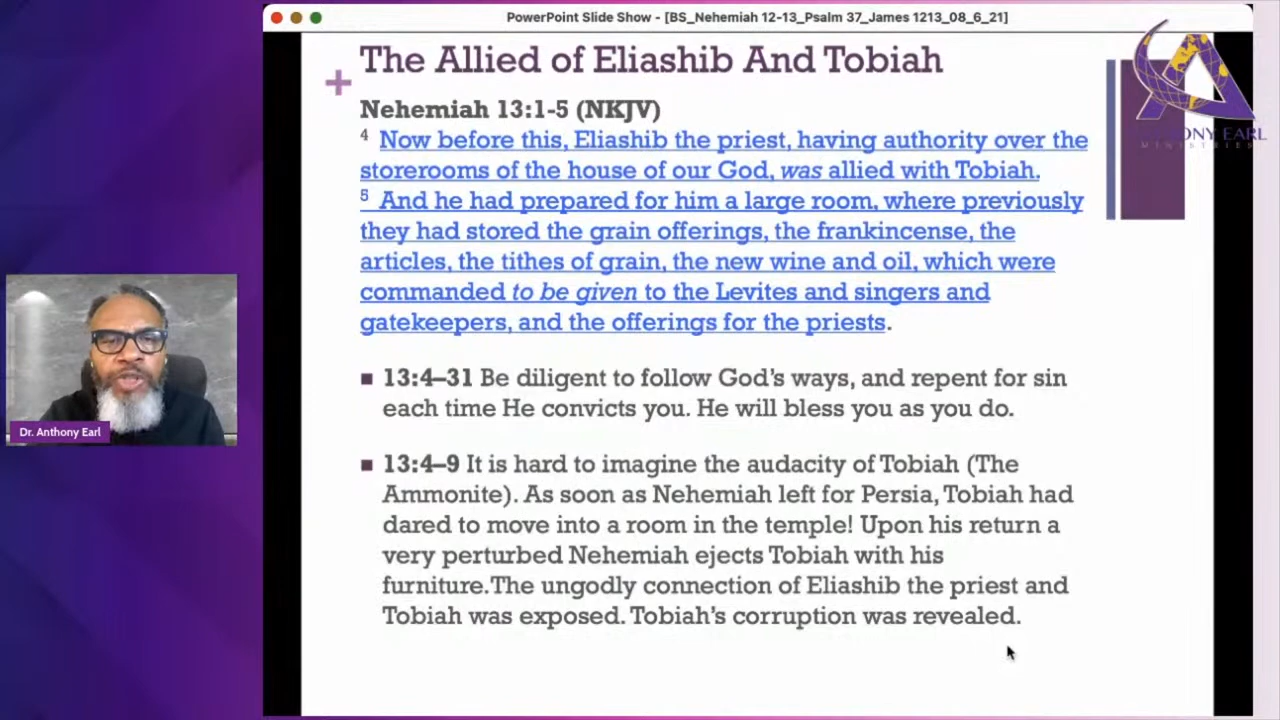 PowerPoint Slide Show - [BS_Nehemiah 12-13_Psalm 37_James 1213_08_6_21]
The Allied of Eliashib And Tobiah
+
Nehemiah 13:1-5 (NKJV)
4 Now before this, Eliashib the priest, having authority over the
storerooms of the house of our God, was allied with Tobiah.
5 And he had prepared for him a large room, where previously
they had stored the grain offerings, the frankincense, the
articles, the tithes of grain, the new wine and oil, which were
commanded to be given to the Levites and singers and
gatekeepers, and the offerings for the priests.
■ 13:4–31 Be diligent to follow God's ways, and repent for sin
each time He convicts you. He will bless you as you do.
■ 13:4–9 It is hard to imagine the audacity of Tobiah (The
Ammonite). As soon as Nehemiah left for Persia, Tobiah had
dared to move into a room in the temple! Upon his return a
very perturbed Nehemiah ejects Tobiah with his
furniture.The ungodly connection of Eliashib the priest and
Tobiah was exposed. Tobiah's corruption was revealed.
Dr. Anthony Earl
ANTHONY EARL
MINISTRIES